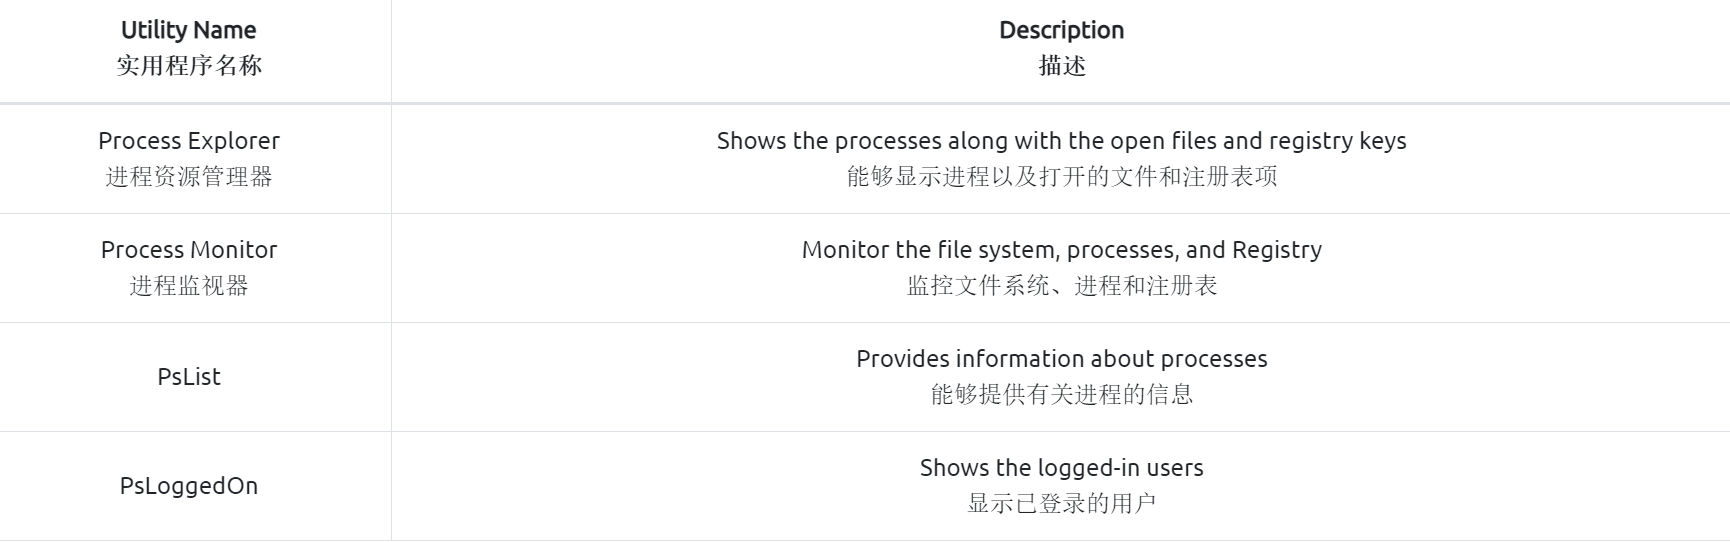 Utility Name
实用程序名称
Description
描述
Process Explorer
进程资源管理器
Shows the processes along with the open files and registry keys
能够显示进程以及打开的文件和注册表项
Process Monitor
进程监视器
Monitor the file system, processes, and Registry
监控文件系统、进程和注册表
PsList
Provides information about processes
能够提供有关进程的信息
PsLoggedOn
Shows the logged-in users
显示已登录的用户